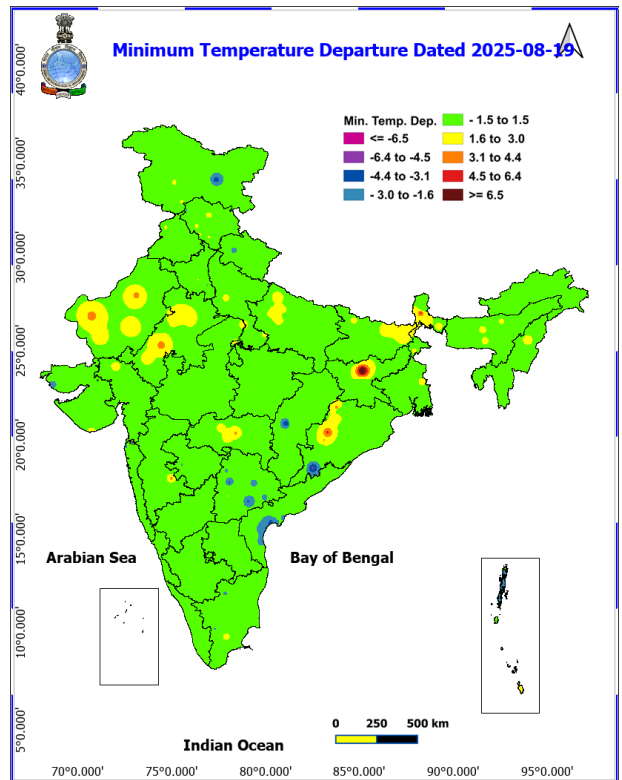 Minimum Temperature Departure Dated 2025-08-19
Min. Temp. Dep.
<= -6.5
-6.4 to -4.5
-4.4 to -3.1
- 3.0 to -1.6
- 1.5 to 1.5
1.6 to 3.0
3.1 to 4.4
4.5 to 6.4
>= 6.5
40°0.000'
35°0.000'
30°0.000'
25°0.000'
20°0.000'
15°0.000'
10°0.000'
5°0.000'
Arabian Sea
Bay of Bengal
Indian Ocean
0 250 500 km
70°0.000' 75°0.000' 80°0.000' 85°0.000' 90°0.000' 95°0.000'